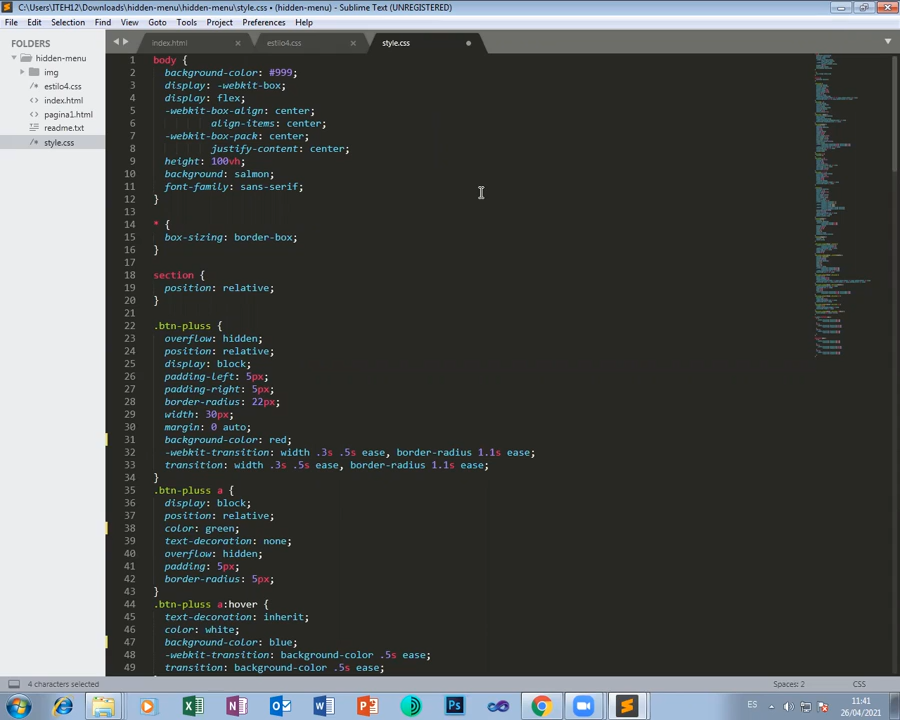 C:\Users\ITEH12\Downloads\hidden-menu\hidden-menu\style.css • (hidden-menu) - Sublime Text (UNREGISTERED)
File Edit Selection Find View Goto Tools Project Preferences Help
FOLDERS
hidden-menu
img
estilo4.css
index.html
pagina1.html
readme.txt
style.css
index.html × estilo4.css × style.css
1 body {
2 background-color: #999;
3 display: -webkit-box;
4 display: flex;
5 -webkit-box-align: center;
6 align-items: center;
7 -webkit-box-pack: center;
8 justify-content: center;
9 height: 100vh;
10 background: salmon;
11 font-family: sans-serif;
12 }
13
14 * {
15 box-sizing: border-box;
16 }
17
18 section {
19 position: relative;
20 }
21
22 .btn-pluss {
23 overflow: hidden;
24 position: relative;
25 display: block;
26 padding-left: 5px;
27 padding-right: 5px;
28 border-radius: 22px;
29 width: 30px;
30 margin: 0 auto;
31 background-color: red;
32 -webkit-transition: width .3s .5s ease, border-radius 1.1s ease;
33 transition: width .3s .5s ease, border-radius 1.1s ease;
34 }
35 .btn-pluss a {
36 display: block;
37 position: relative;
38 color: green;
39 text-decoration: none;
40 overflow: hidden;
41 padding: 5px;
42 border-radius: 5px;
43 }
44 .btn-pluss a:hover {
45 text-decoration: inherit;
46 color: white;
47 background-color: blue;
48 -webkit-transition: background-color .5s ease;
49 transition: background-color .5s ease;
4 characters selected
Spaces: 2
CSS
ES
11:41
26/04/2021